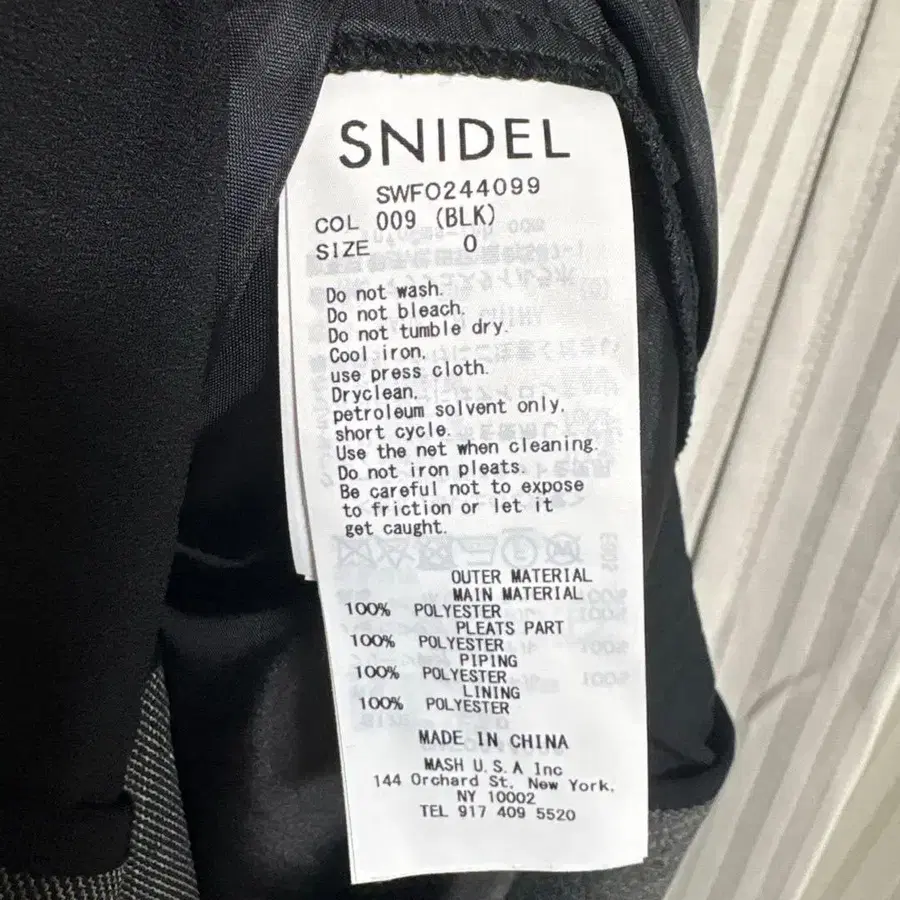 SNIDEL
SWFO244099
COL 009 (BLK)
SIZE 0
Do not wash.
Do not bleach.
Do not tumble dry.
Cool iron.
use press cloth.
Dryclean.
petroleum solvent only.
short cycle.
Use the net when cleaning.
Do not iron pleats.
Be careful not to expose
to friction or let it
get caught.
OUTER MATERIAL
MAIN MATERIAL
100% POLYESTER
PLEATS PART
100% POLYESTER
PIPING
100% POLYESTER
LINING
100% POLYESTER
MADE IN CHINA
MASH U.S.A Inc
144 Orchard St. New York.
NY 10002
TEL 917 409 5520